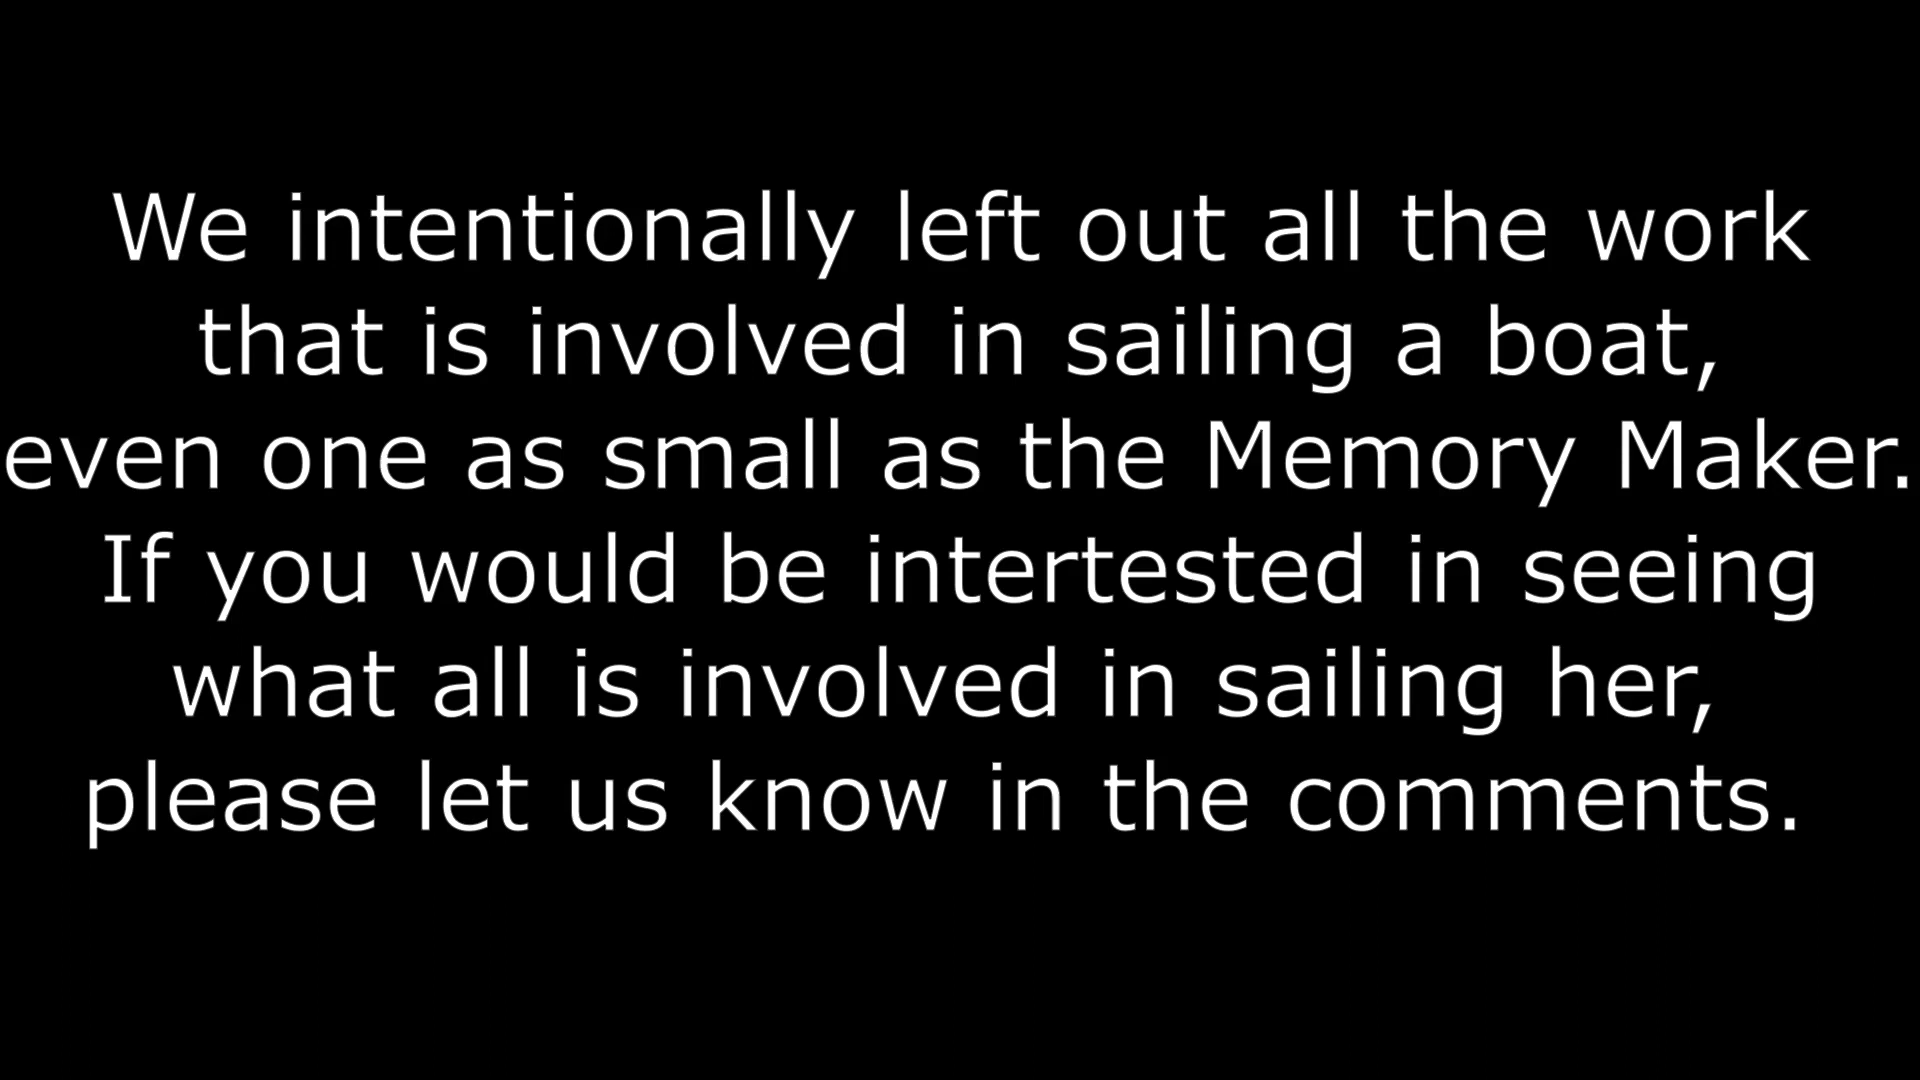 We intentionally left out all the work
that is involved in sailing a boat,
even one as small as the Memory Maker.
If you would be intertested in seeing
what all is involved in sailing her,
please let us know in the comments.